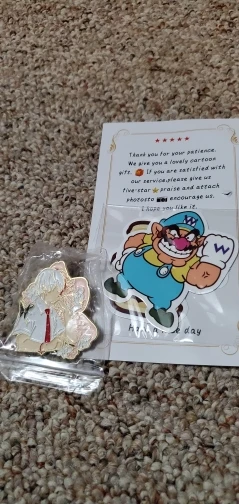 ★★★★★
Thank you for your patience.
We give you a lovely cartoon
gift. If you are satisfied with
our service,please give us
five-star ⭐ praise and attach
photosto 📷 encourage us.
I hope you like it.
W
W
day